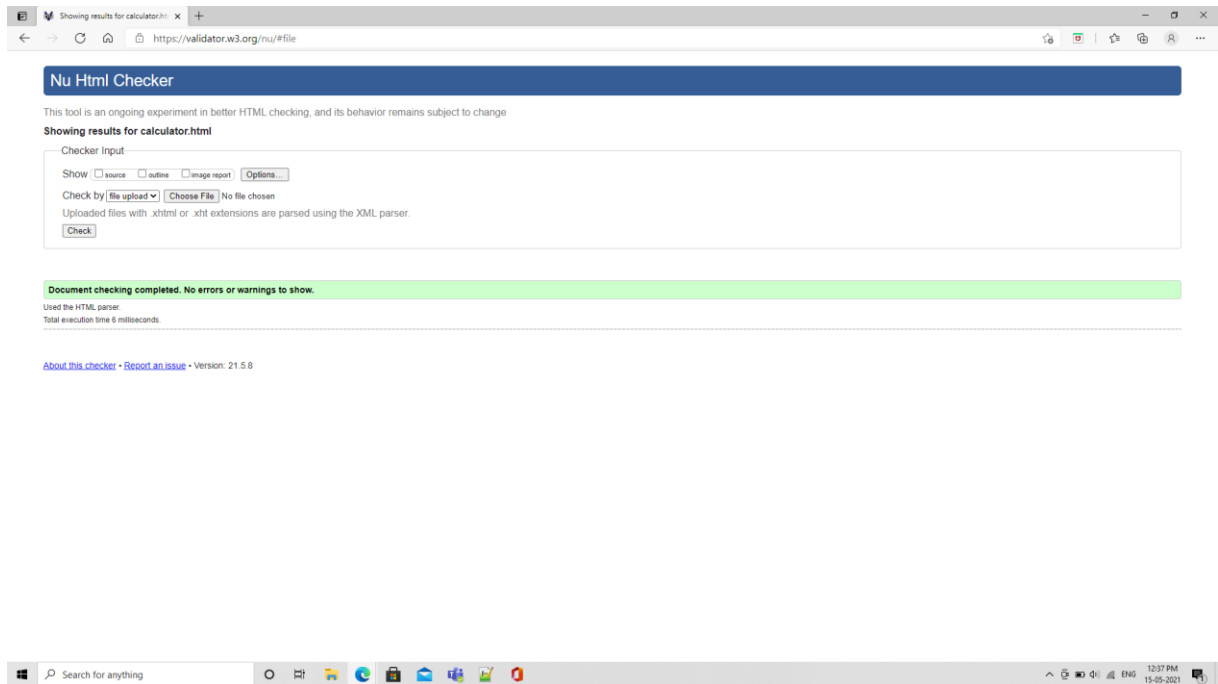 Showing results for calculator.ht
https://validator.w3.org/nu/#file
Nu Html Checker
This tool is an ongoing experiment in better HTML checking, and its behavior remains subject to change
Showing results for calculator.html
Checker Input
Show source outline image report Options...
Check by file upload Choose File No file chosen
Uploaded files with .xhtml or .xht extensions are parsed using the XML parser.
Check
Document checking completed. No errors or warnings to show.
Used the HTML parser.
Total execution time 6 milliseconds.
About this checker • Report an issue • Version: 21.5.8
Search for anything
ENG
12:37 PM
15-05-2021